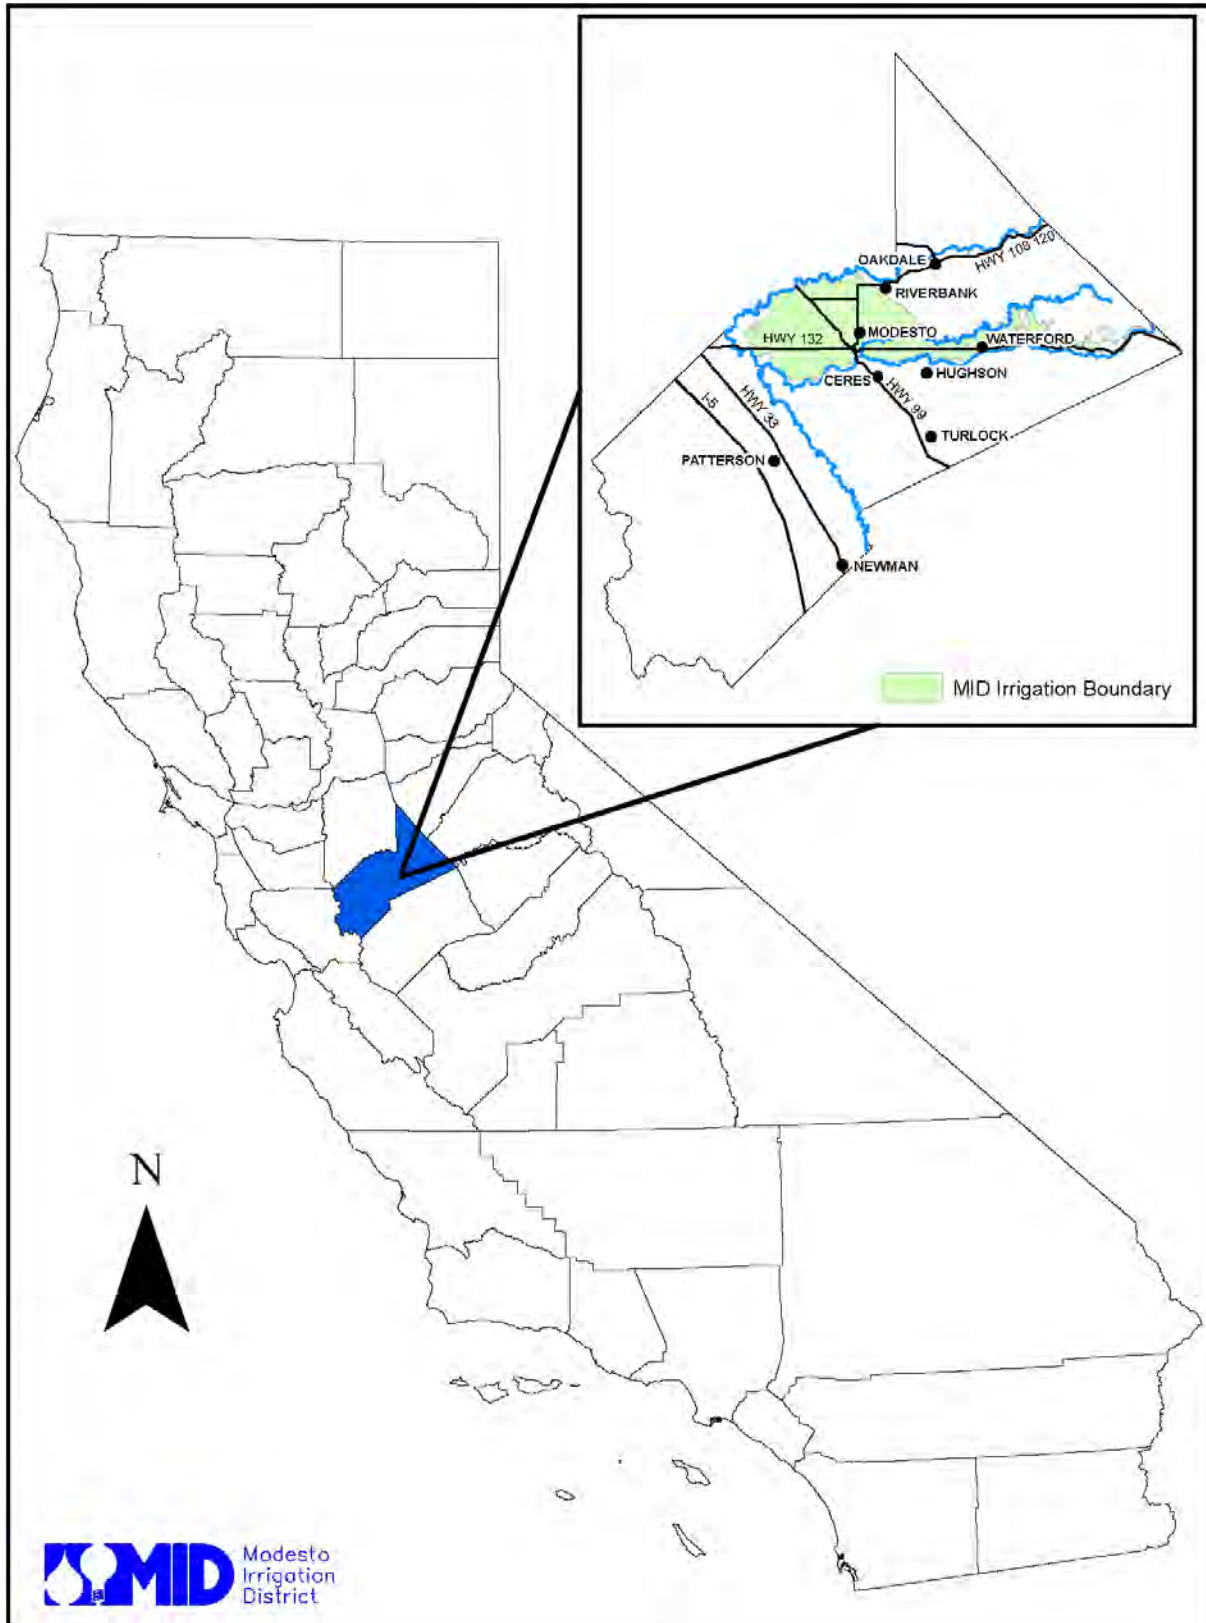 OAKDALE
HWY 108 120
RIVERBANK
MODESTO
HWY 132
WATERFORD
CERES
HUGHSON
HWY 99
HWY 33
I-5
TURLOCK
PATTERSON
NEWMAN
MID Irrigation Boundary
N
MID
Modesto
Irrigation
District